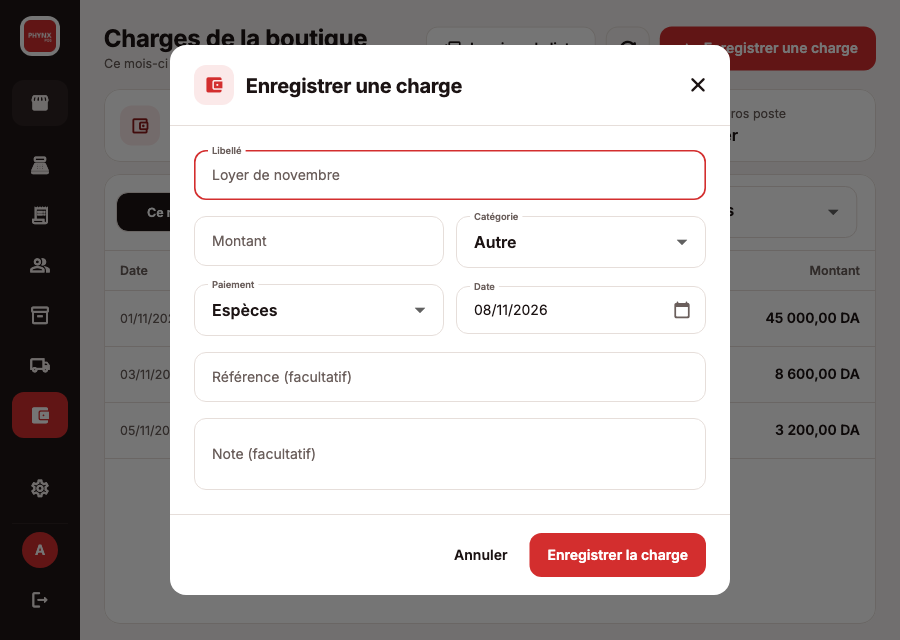 PHYNX
Charges de la boutique
Ce mois-ci
Enregistrer une charge
Enregistrer une charge
poste
Libellé
Loyer de novembre
Montant
Catégorie
Autre
Paiement
Espèces
Date
08/11/2026
Référence (facultatif)
Note (facultatif)
Annuler
Enregistrer la charge
Ce
Date
Montant
01/11/20
45 000,00 DA
03/11/20
8 600,00 DA
05/11/20
3 200,00 DA
A